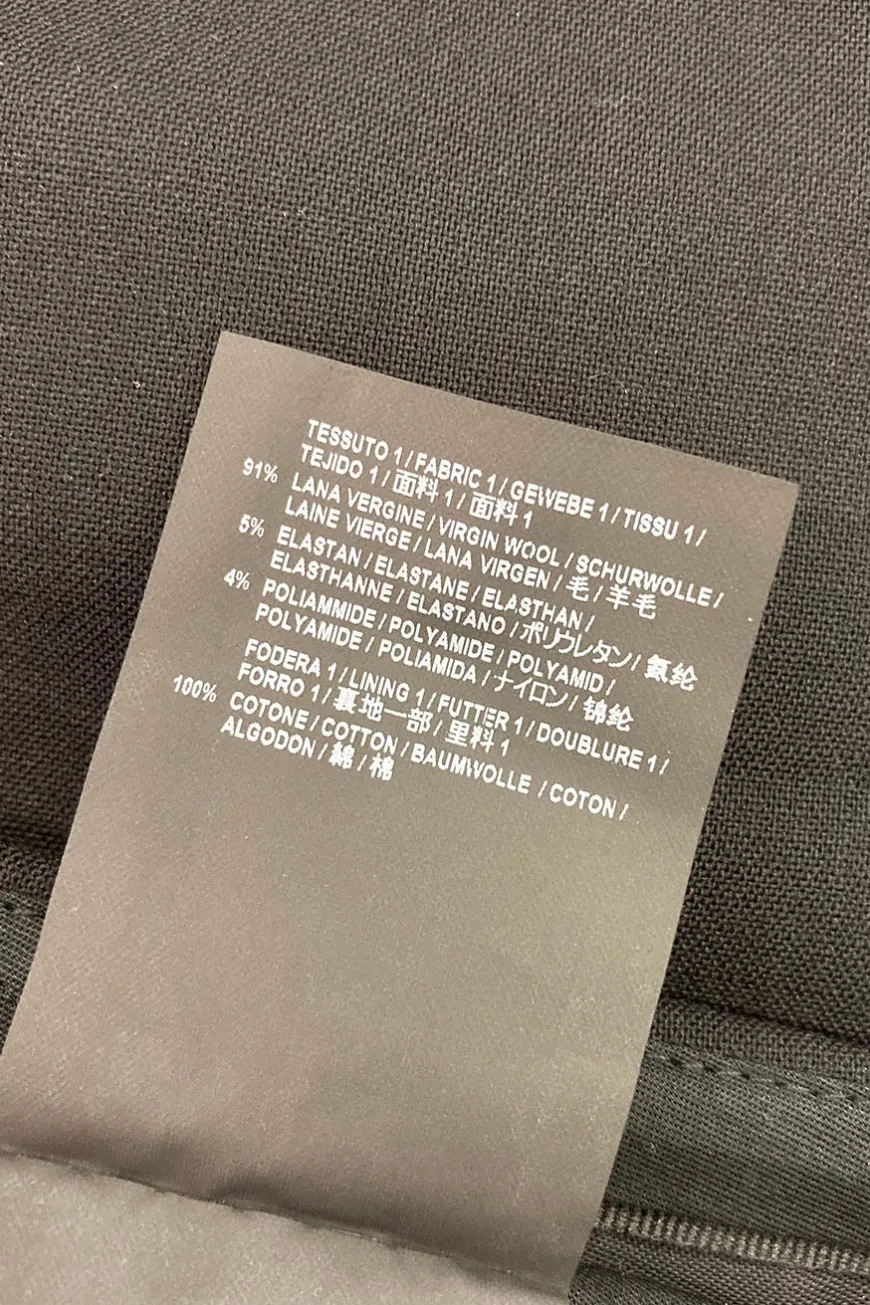 TESSUTO 1 / FABRIC 1 / GEWEBE 1 / TISSU 1 /
TEJIDO 1 / 面料 1 / 面料 1
91% LANA VERGINE / VIRGIN WOOL / SCHURWOLLE /
LAINE VIERGE / LANA VIRGEN / 毛 / 羊毛
5% ELASTAN / ELASTANE / ELASTHAN /
ELASTHANNE / ELASTANO / ポリウレタン / 氨纶
4% POLIAMMIDE / POLYAMIDE / POLYAMID /
POLYAMIDE / POLIAMIDA / ナイロン / 锦纶
FODERA 1 / LINING 1 / FUTTER 1 / DOUBLURE 1 /
FORRO 1 / 裏地一部 / 里料 1
100% COTONE / COTTON / BAUMWOLLE / COTON /
ALGODON / 綿 / 棉